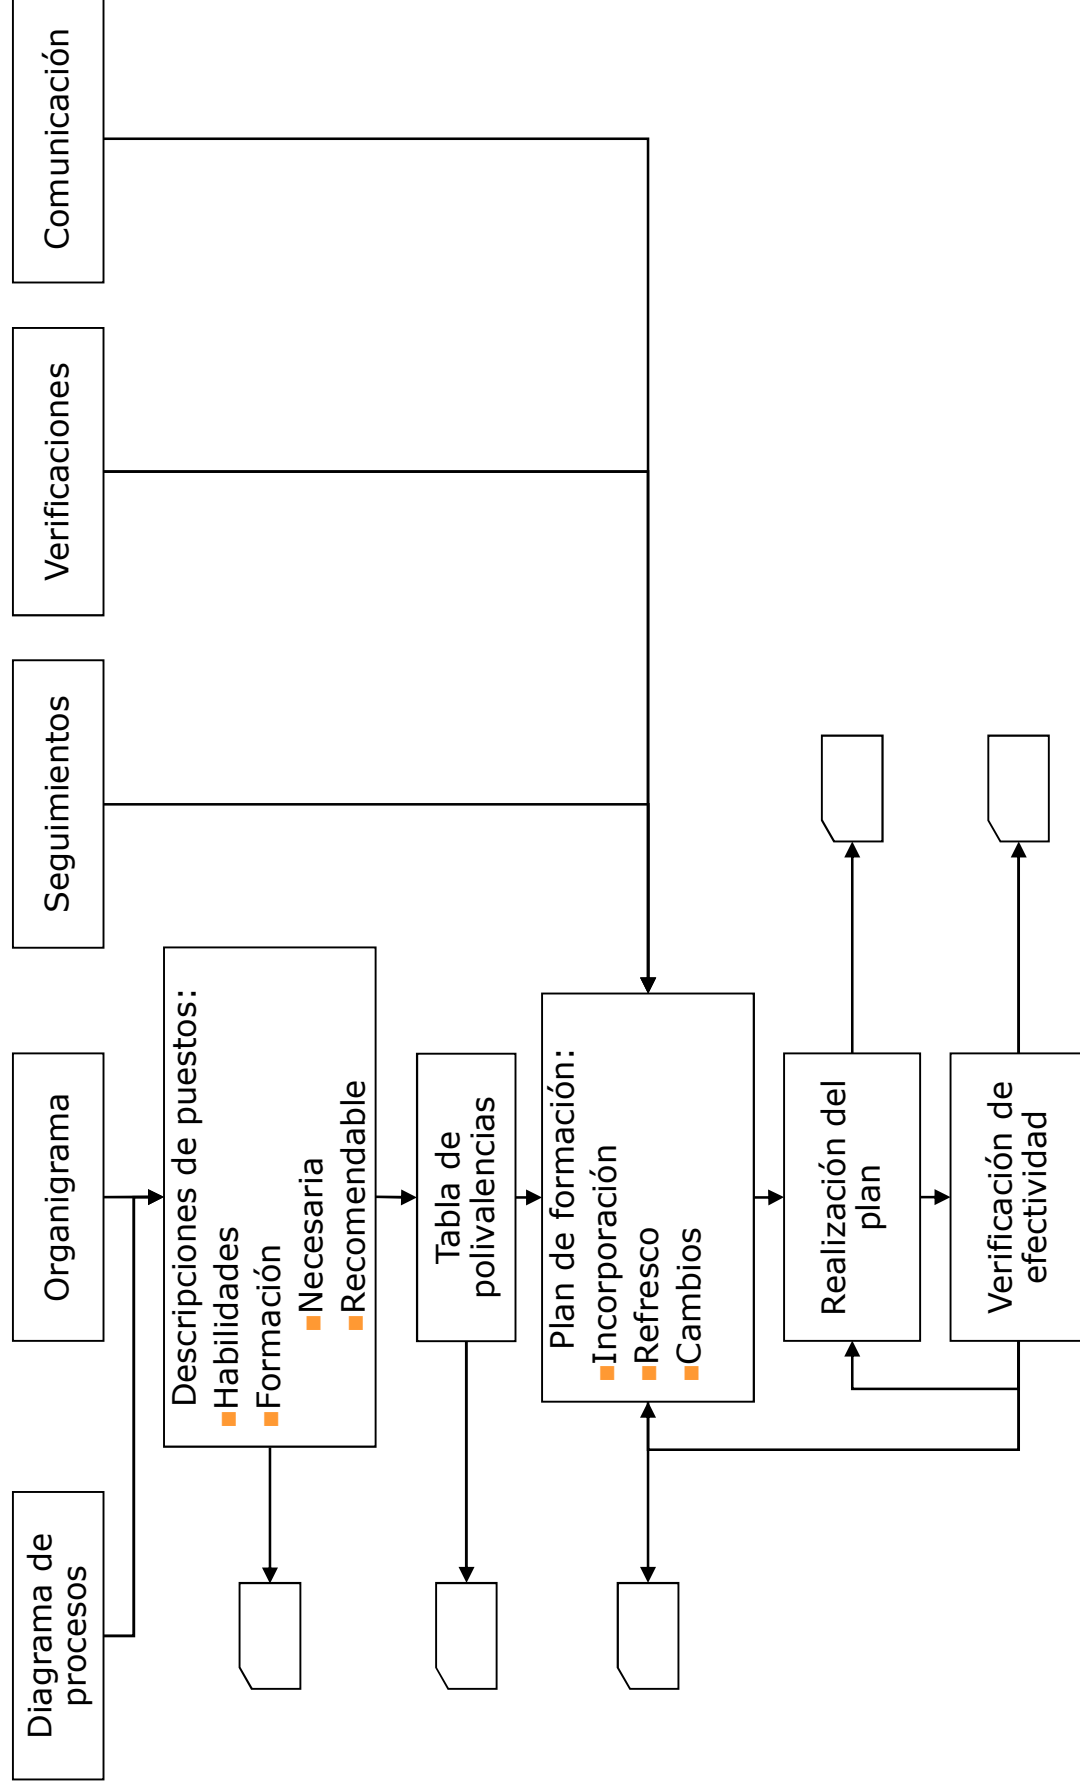 Diagrama de
procesos
Organigrama
Seguimientos
Verificaciones
Comunicación
Descripciones de puestos:
Habilidades
Formación
Necesaria
Recomendable
Tabla de
polivalencias
Plan de formación:
Incorporación
Refresco
Cambios
Realización del
plan
Verificación de
efectividad